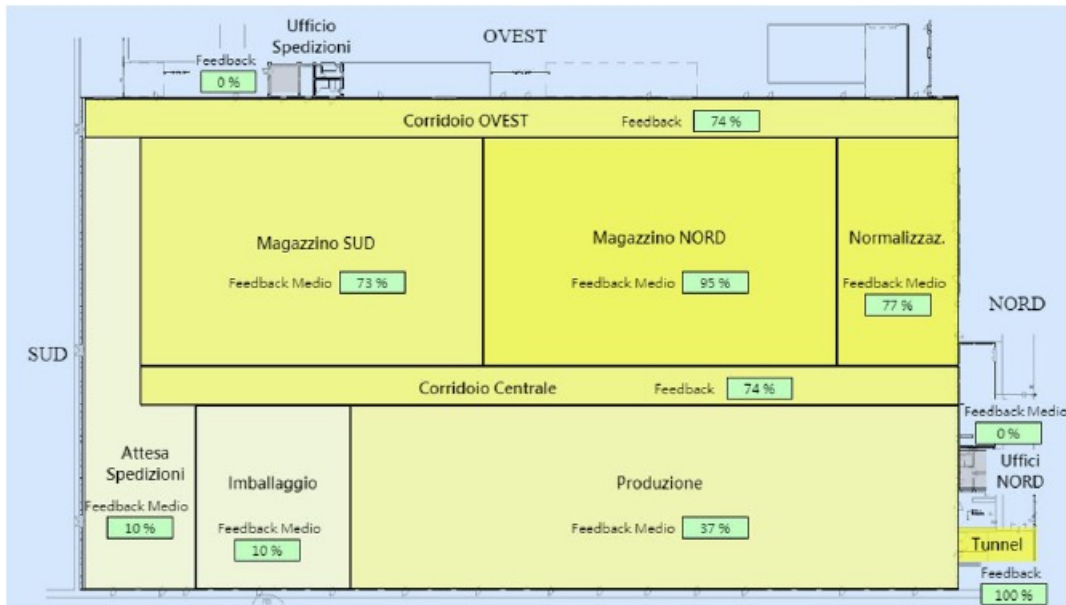 Ufficio
Spedizioni
OVEST
Feedback
0 %
Corridoio OVEST
Feedback
74 %
Magazzino SUD
Feedback Medio
73 %
Magazzino NORD
Feedback Medio
95 %
Normalizzaz.
Feedback Medio
77 %
NORD
SUD
Corridoio Centrale
Feedback
74 %
Feedback Medio
0 %
Uffici
NORD
Attesa
Spedizioni
Feedback Medio
10 %
Imballaggio
Feedback Medio
10 %
Produzione
Feedback Medio
37 %
Tunnel
Feedback
100 %